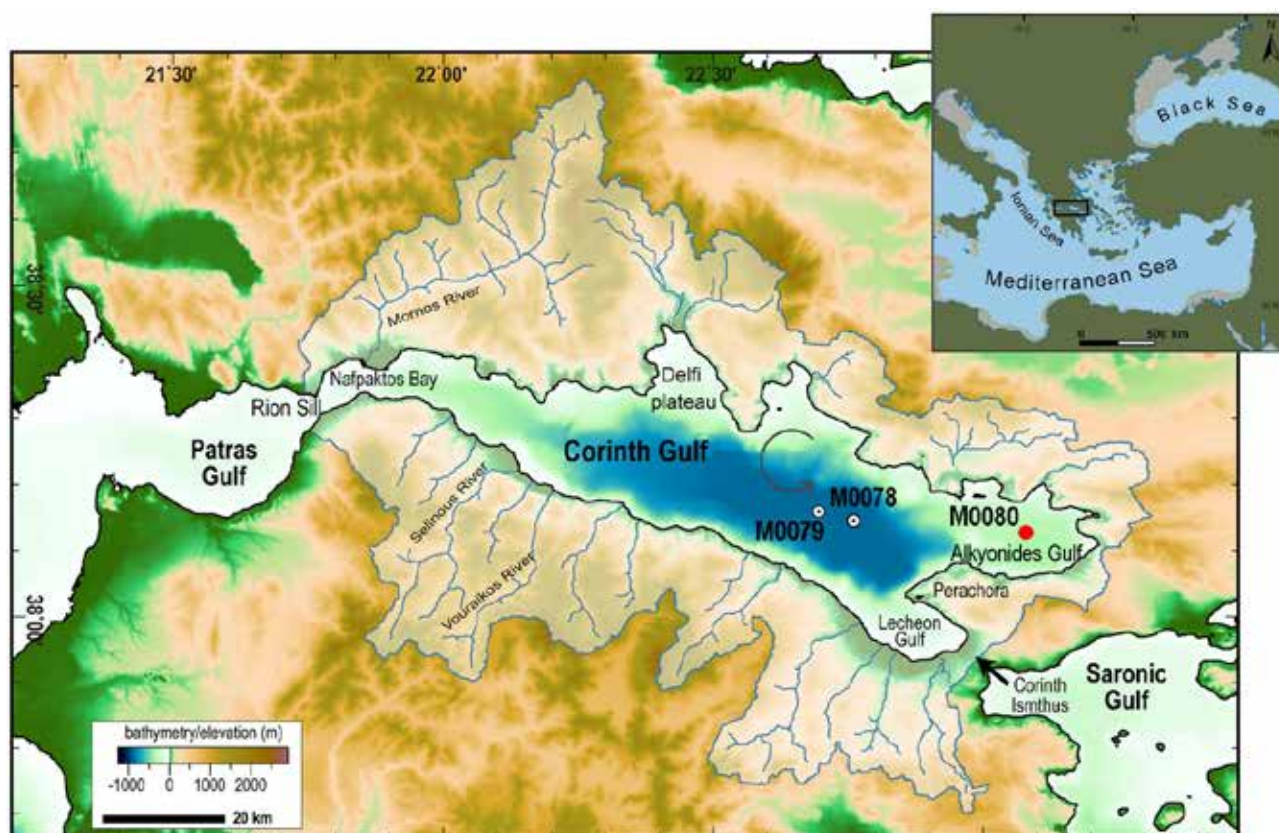 21°30'
22°00'
22°30'
N
Black Sea
Ionian Sea
Mediterranean Sea
0 500 km
38°30'
38°00'
Mornos River
Nafpaktos Bay
Rion Sill
Delfi
plateau
Patras
Gulf
Corinth Gulf
Selinous River
Vouraikos River
M0078
M0079
M0080
Alkyonides Gulf
Perachora
Lecheon
Gulf
Corinth
Ismthus
Saronic
Gulf
bathymetry/elevation (m)
-1000 0 1000 2000
20 km